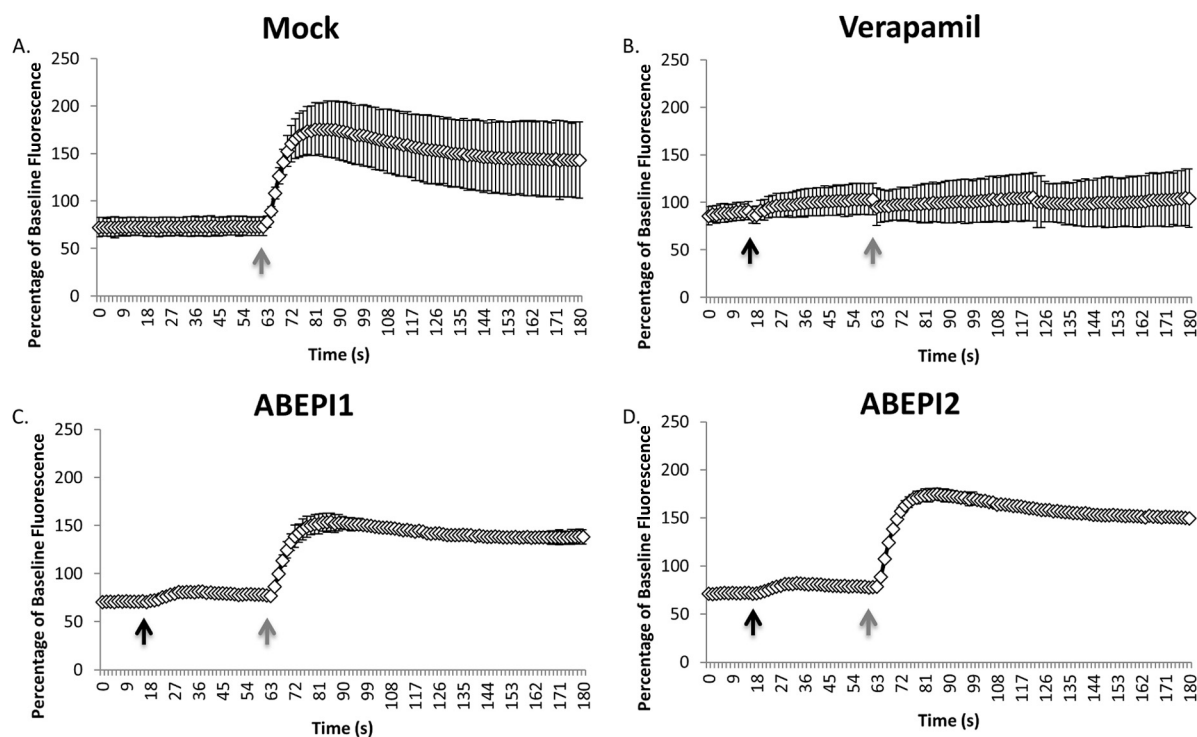 A.
Mock
Percentage of Baseline Fluorescence
250
200
150
100
50
0
0 9 18 27 36 45 54 63 72 81 90 99 108 117 126 135 144 153 162 171 180
Time (s)
B.
Verapamil
Percentage of Baseline Fluorescence
250
200
150
100
50
0
0 9 18 27 36 45 54 63 72 81 90 99 108 117 126 135 144 153 162 171 180
Time (s)
C.
ABEPI1
Percentage of Baseline Fluorescence
250
200
150
100
50
0
0 9 18 27 36 45 54 63 72 81 90 99 108 117 126 135 144 153 162 171 180
Time (s)
D.
ABEPI2
Percentage of Baseline Fluorescence
250
200
150
100
50
0
0 9 18 27 36 45 54 63 72 81 90 99 108 117 126 135 144 153 162 171 180
Time (s)